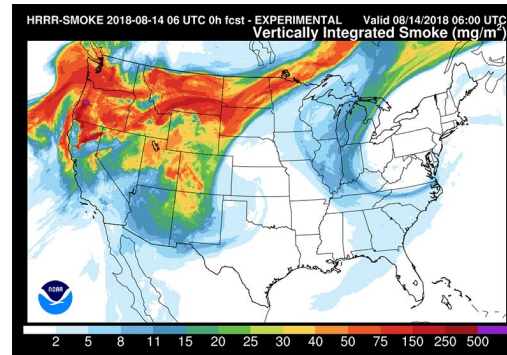 HRRR-SMOKE 2018-08-14 06 UTC 0h fcst - EXPERIMENTAL Valid 08/14/2018 06:00 UTC
Vertically Integrated Smoke (mg/m²)
NOAA
2 5 8 11 15 20 25 30 40 50 75 150 250 500